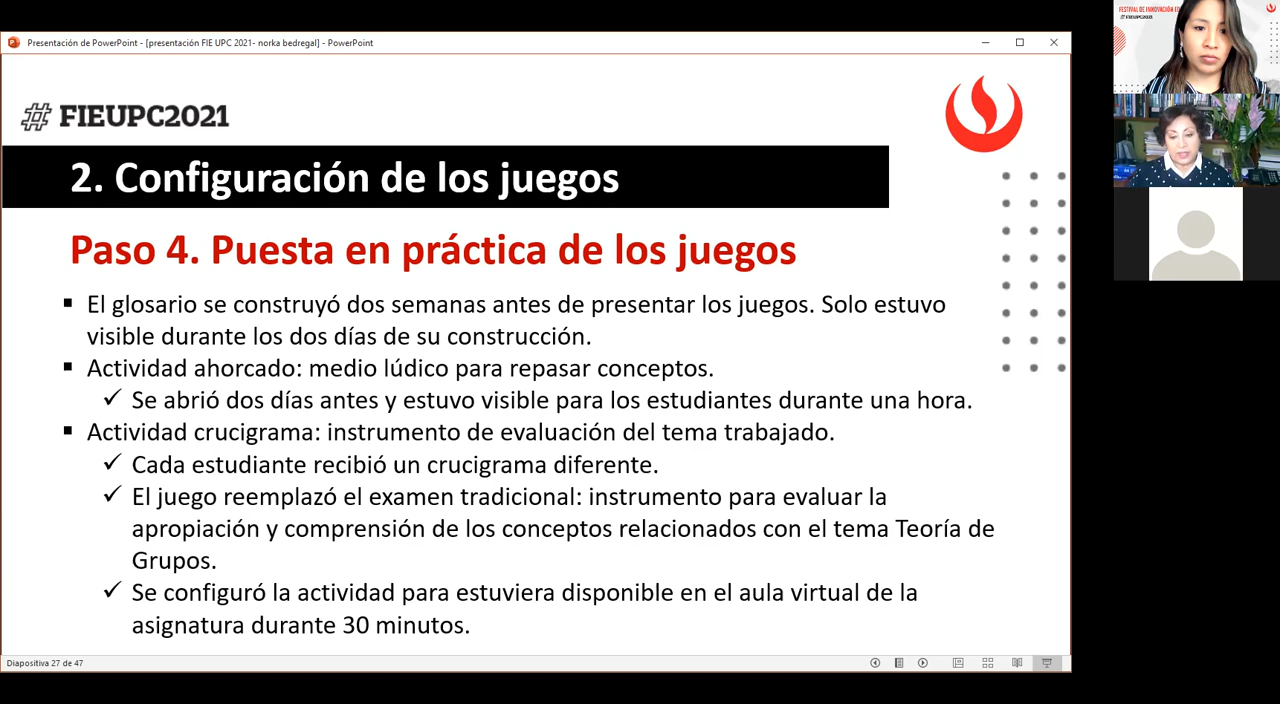 Presentación de PowerPoint - [presentación FIE UPC 2021- norka bedregal] - PowerPoint
FESTIVAL DE INNOVACIÓN
#FIEUPC2021
# FIEUPC2021
2. Configuración de los juegos
Paso 4. Puesta en práctica de los juegos
▪ El glosario se construyó dos semanas antes de presentar los juegos. Solo estuvo
visible durante los dos días de su construcción.
▪ Actividad ahorcado: medio lúdico para repasar conceptos.
✓ Se abrió dos días antes y estuvo visible para los estudiantes durante una hora.
▪ Actividad crucigrama: instrumento de evaluación del tema trabajado.
✓ Cada estudiante recibió un crucigrama diferente.
✓ El juego reemplazó el examen tradicional: instrumento para evaluar la
apropiación y comprensión de los conceptos relacionados con el tema Teoría de
Grupos.
✓ Se configuró la actividad para estuviera disponible en el aula virtual de la
asignatura durante 30 minutos.
Diapositiva 27 de 47